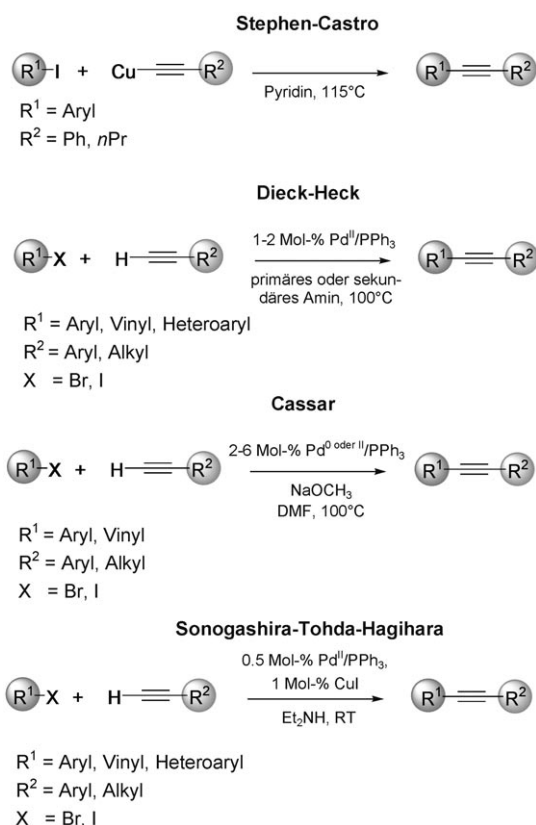 Stephen-Castro
R¹-I + Cu-≡-R² R¹-≡-R²
Pyridin, 115°C
R¹ = Aryl
R² = Ph, nPr
Dieck-Heck
1-2 Mol-% Pdᴵᴵ/PPh₃
R¹-X + H-≡-R² R¹-≡-R²
primäres oder sekun-
däres Amin, 100°C
R¹ = Aryl, Vinyl, Heteroaryl
R² = Aryl, Alkyl
X = Br, I
Cassar
2-6 Mol-% Pd⁰ ᵒᵈᵉʳ ᴵᴵ/PPh₃
R¹-X + H-≡-R² R¹-≡-R²
NaOCH₃
DMF, 100°C
R¹ = Aryl, Vinyl
R² = Aryl, Alkyl
X = Br, I
Sonogashira-Tohda-Hagihara
0.5 Mol-% Pdᴵᴵ/PPh₃,
1 Mol-% CuI
R¹-X + H-≡-R² R¹-≡-R²
Et₂NH, RT
R¹ = Aryl, Vinyl, Heteroaryl
R² = Aryl, Alkyl
X = Br, I